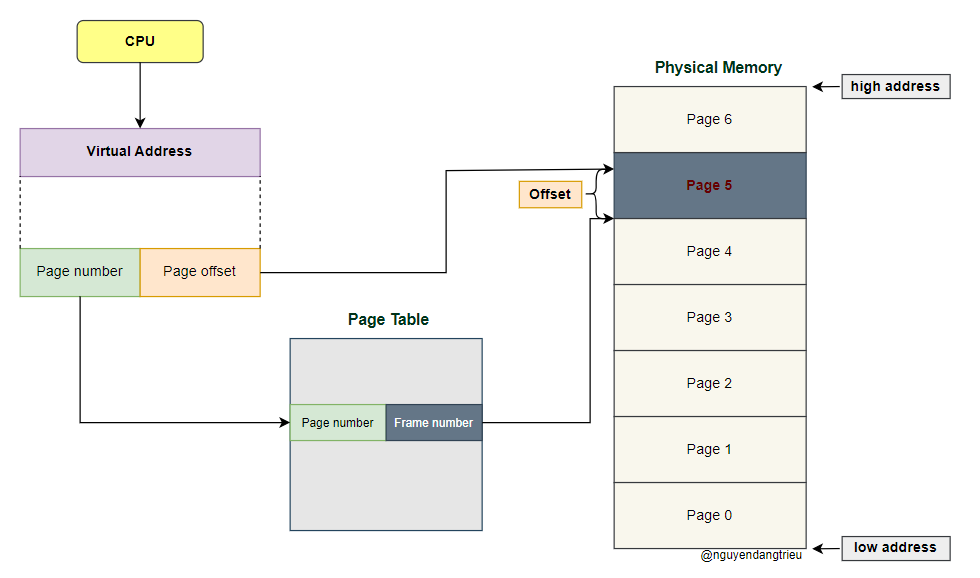 CPU
Physical Memory
high address
Page 6
Virtual Address
Page 5
Offset
Page 4
Page number
Page offset
Page Table
Page 3
Page 2
Page number
Frame number
Page 1
Page 0
low address
@nguyendangtrieu